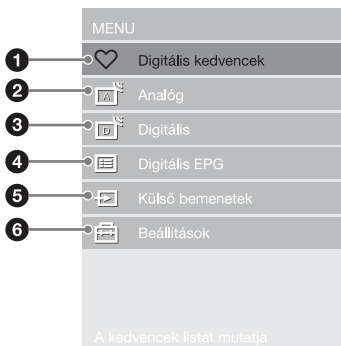 MENU
1 Digitális kedvencek
2 A Analóg
3 D Digitális
4 Digitális EPG
5 Külső bemenetek
6 Beállítások
A kedvencek listát mutatja